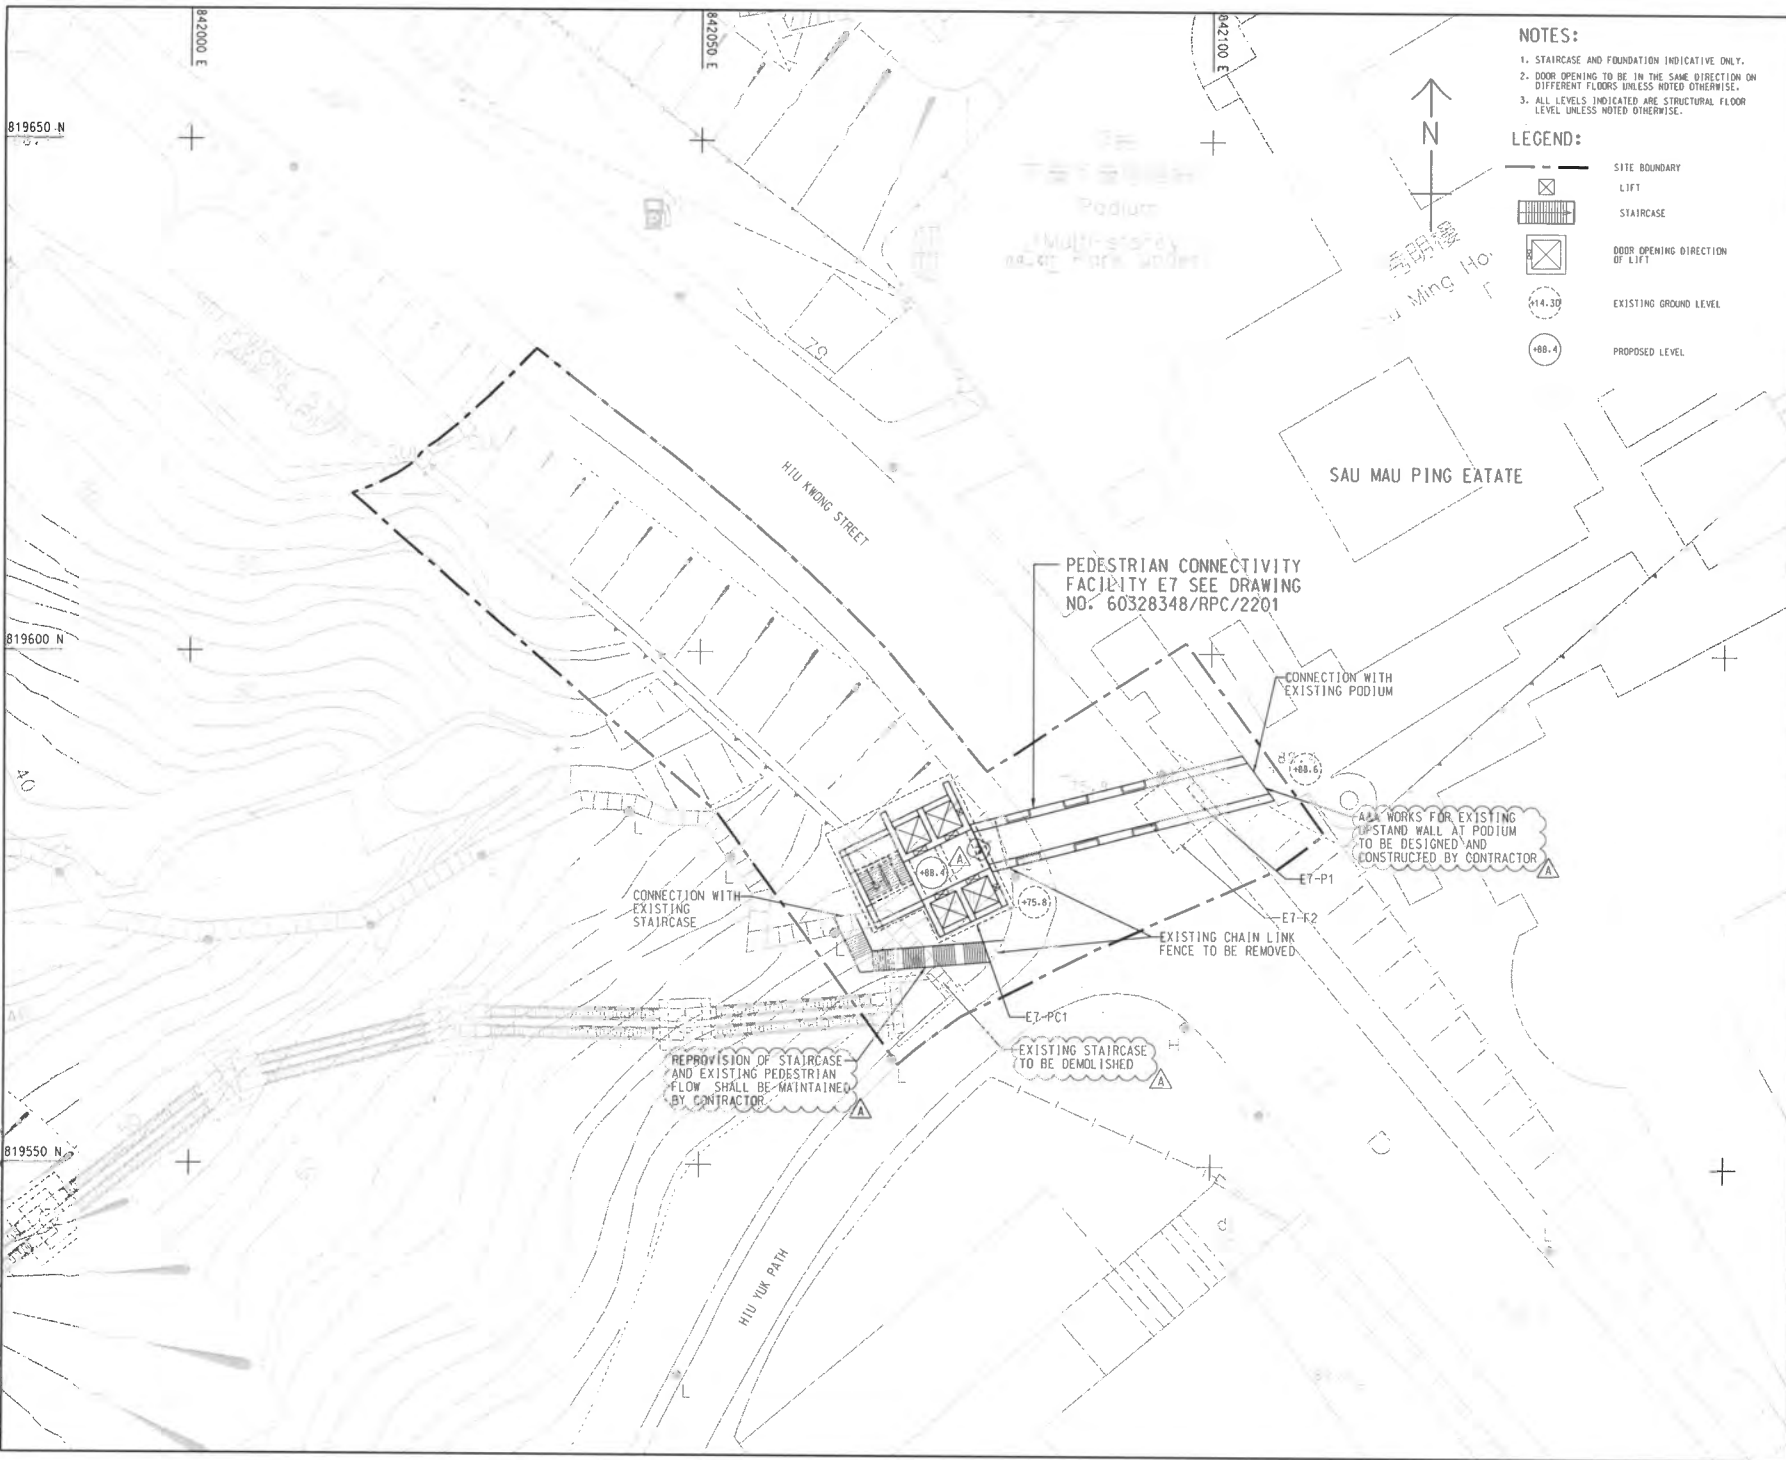 842000 E
842050 E
842100 E
819650 N
819600 N
819550 N
NOTES:
1. STAIRCASE AND FOUNDATION INDICATIVE ONLY.
2. DOOR OPENING TO BE IN THE SAME DIRECTION ON
DIFFERENT FLOORS UNLESS NOTED OTHERWISE.
3. ALL LEVELS INDICATED ARE STRUCTURAL FLOOR
LEVEL UNLESS NOTED OTHERWISE.
N
LEGEND:
SITE BOUNDARY
LIFT
STAIRCASE
DOOR OPENING DIRECTION
OF LIFT
+14.30
EXISTING GROUND LEVEL
+88.4
PROPOSED LEVEL
Podium
Ming
SAU MAU PING EATATE
HIU KWONG STREET
PEDESTRIAN CONNECTIVITY
FACILITY E7 SEE DRAWING
NO. 60328348/RPC/2201
CONNECTION WITH
EXISTING PODIUM
+88.6
A&A WORKS FOR EXISTING
UPSTAND WALL AT PODIUM
TO BE DESIGNED AND
CONSTRUCTED BY CONTRACTOR
A
+88.4
A
+75.8
CONNECTION WITH
EXISTING
STAIRCASE
E7-P1
E7-F2
EXISTING CHAIN LINK
FENCE TO BE REMOVED
E7-PC1
EXISTING STAIRCASE
TO BE DEMOLISHED
A
REPROVISION OF STAIRCASE
AND EXISTING PEDESTRIAN
FLOW SHALL BE MAINTAINED
BY CONTRACTOR
A
HIU YUK PATH
40
L
L
L
L
L
H
d